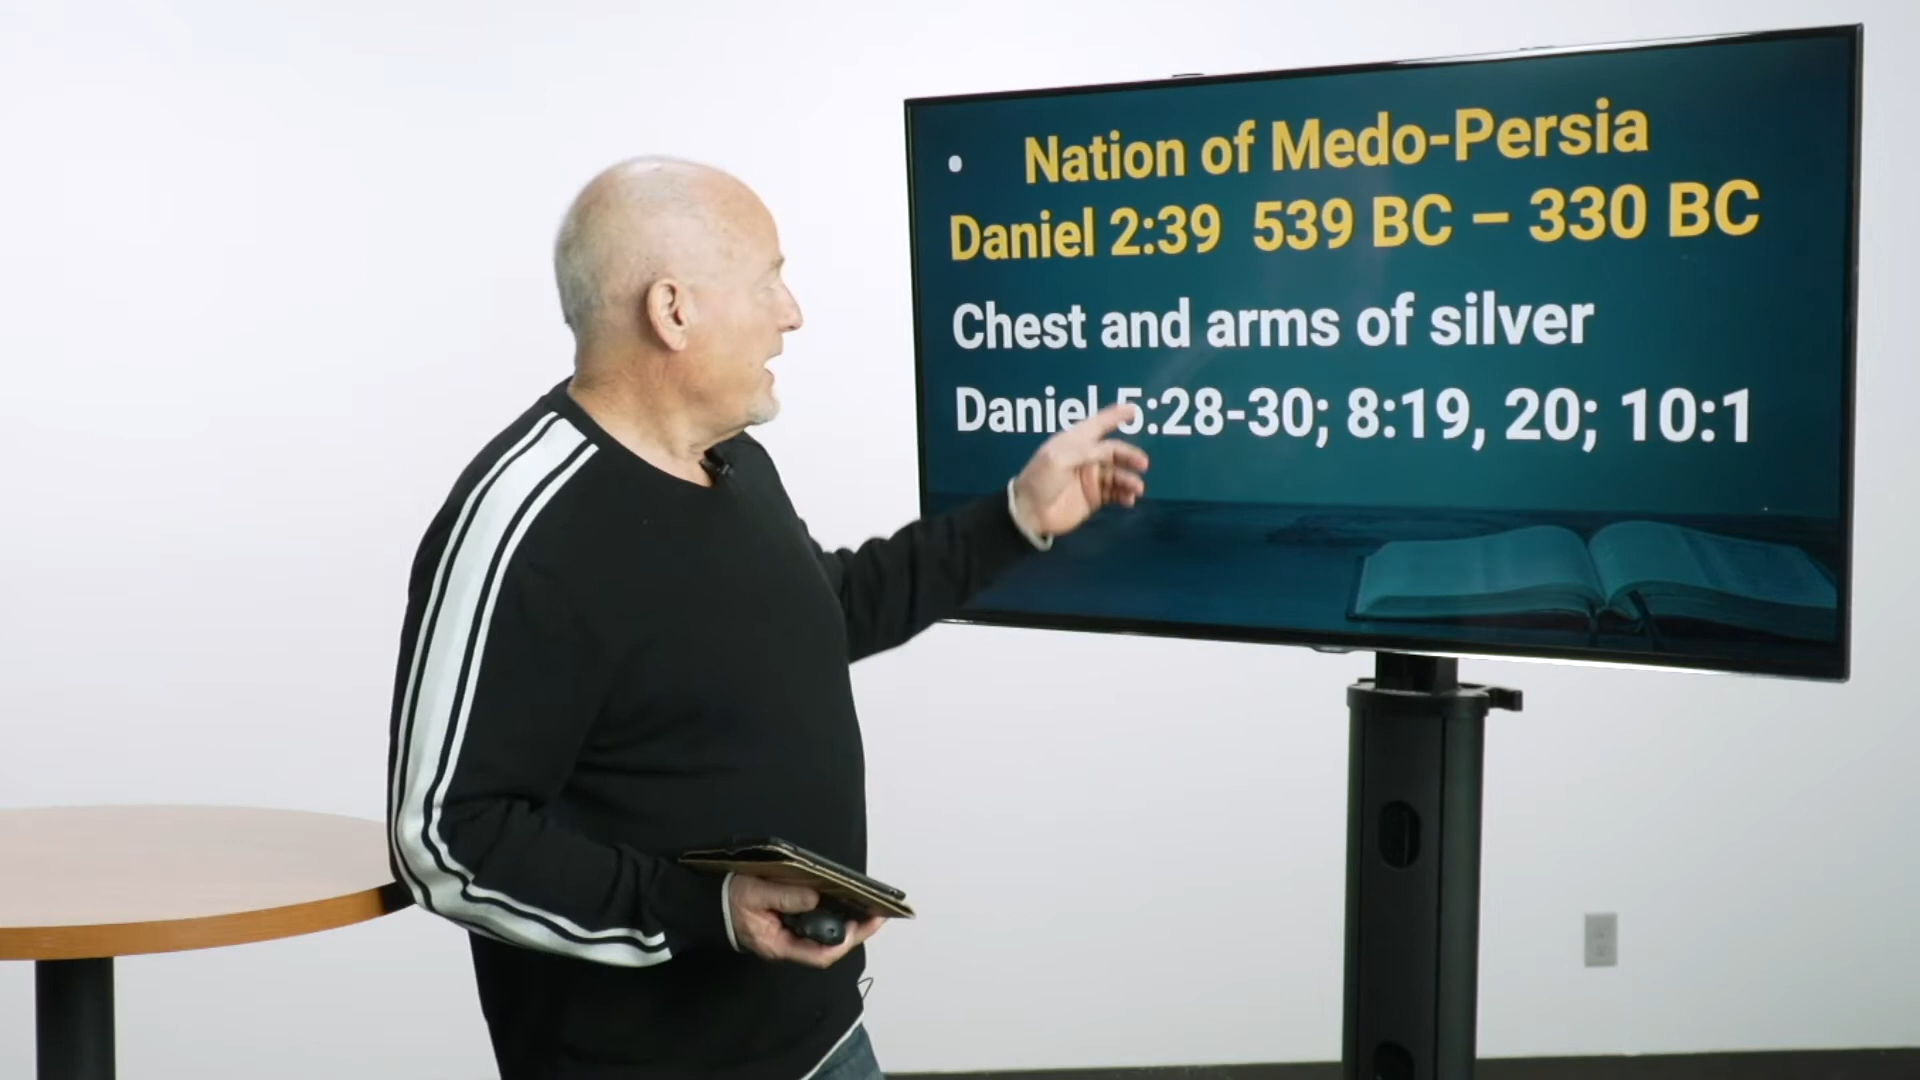 • Nation of Medo-Persia
Daniel 2:39 539 BC – 330 BC
Chest and arms of silver
Daniel 5:28-30; 8:19, 20; 10:1